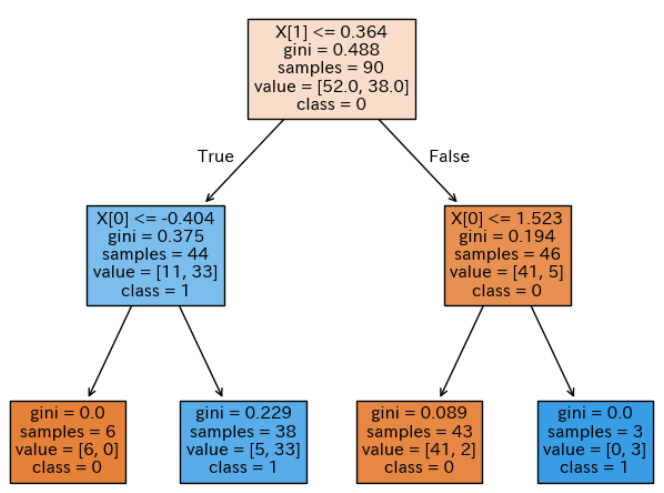 X[1] <= 0.364
gini = 0.488
samples = 90
value = [52.0, 38.0]
class = 0
True
False
X[0] <= -0.404
gini = 0.375
samples = 44
value = [11, 33]
class = 1
X[0] <= 1.523
gini = 0.194
samples = 46
value = [41, 5]
class = 0
gini = 0.0
samples = 6
value = [6, 0]
class = 0
gini = 0.229
samples = 38
value = [5, 33]
class = 1
gini = 0.089
samples = 43
value = [41, 2]
class = 0
gini = 0.0
samples = 3
value = [0, 3]
class = 1